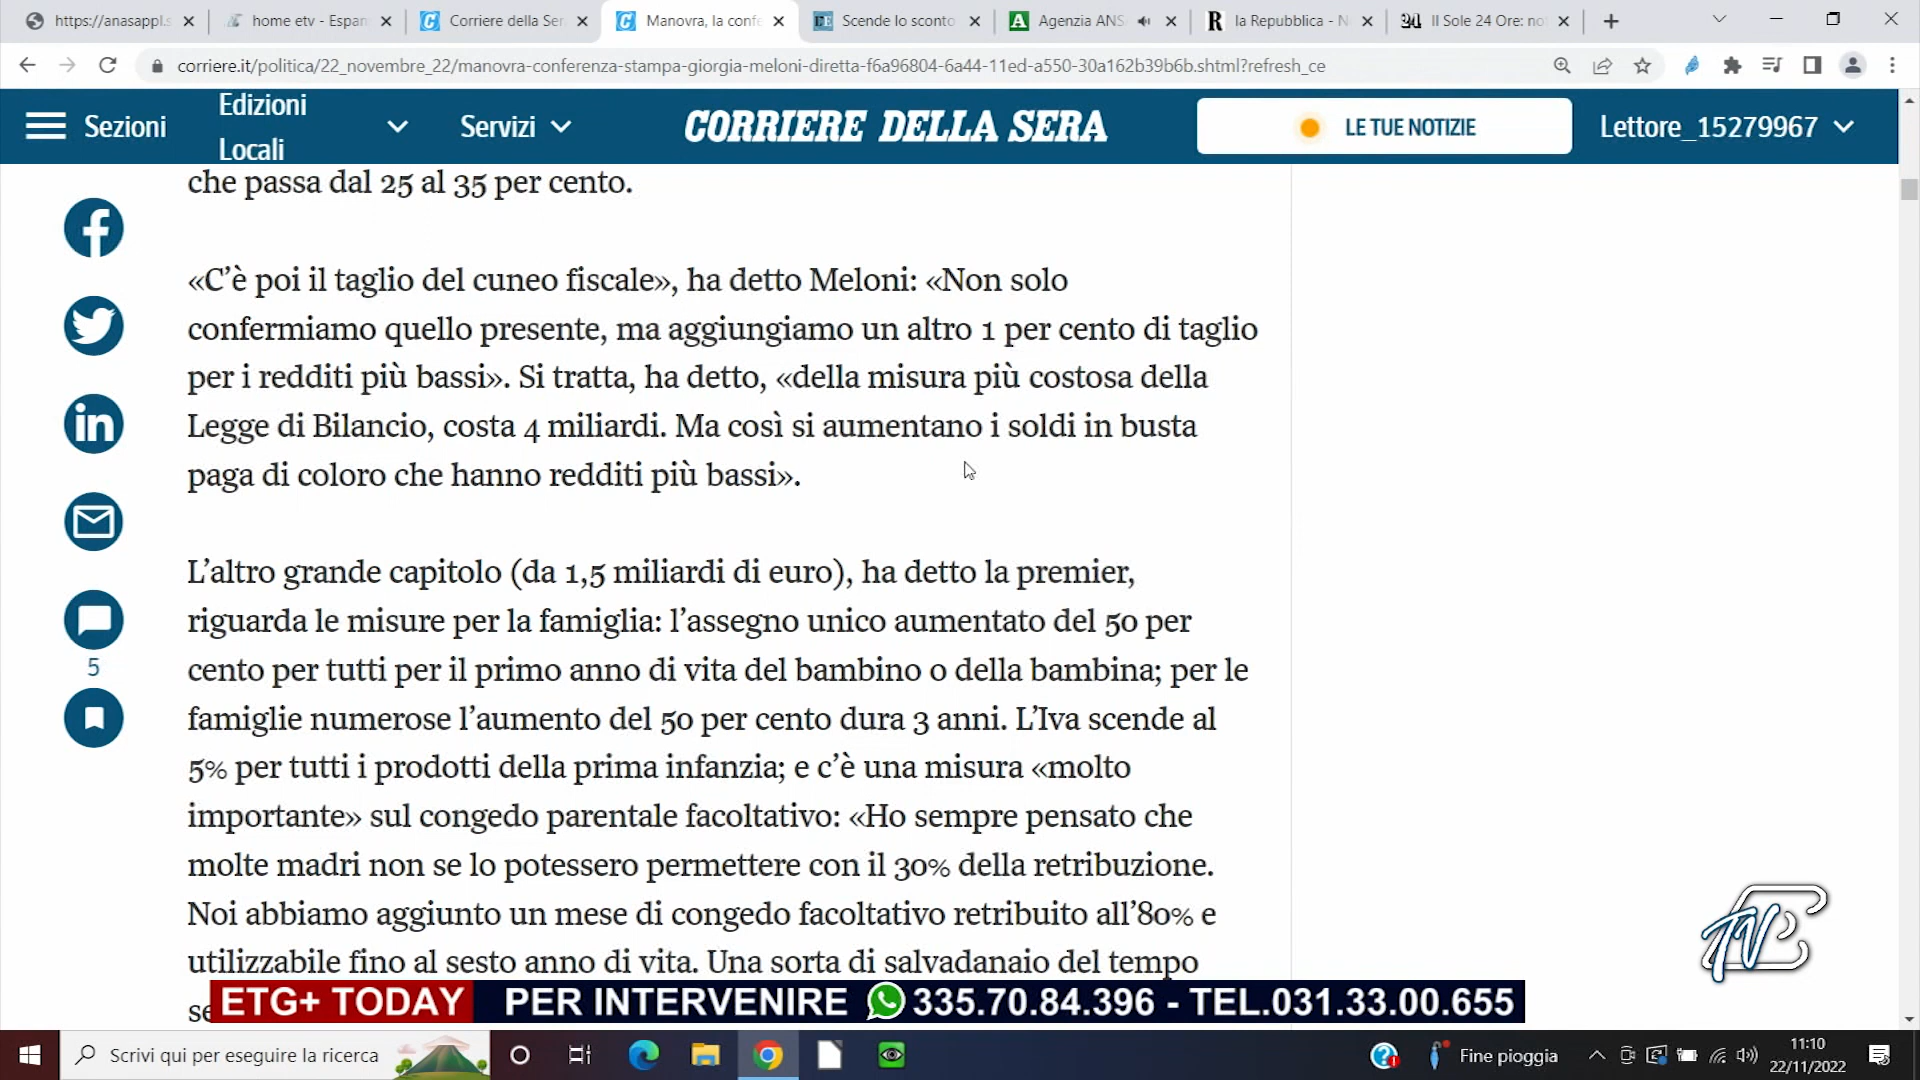 https://anasappl.s
home etv - Espan
Corriere della Ser
Manovra, la confe
Scende lo sconto
Agenzia ANS
la Repubblica - N
Il Sole 24 Ore: no
corriere.it/politica/22_novembre_22/manovra-conferenza-stampa-giorgia-meloni-diretta-f6a96804-6a44-11ed-a550-30a162b39b6b.shtml?refresh_ce
Sezioni
Edizioni
Locali
Servizi
CORRIERE DELLA SERA
LE TUE NOTIZIE
Lettore_15279967
che passa dal 25 al 35 per cento.
«C’è poi il taglio del cuneo fiscale», ha detto Meloni: «Non solo
confermiamo quello presente, ma aggiungiamo un altro 1 per cento di taglio
per i redditi più bassi». Si tratta, ha detto, «della misura più costosa della
Legge di Bilancio, costa 4 miliardi. Ma così si aumentano i soldi in busta
paga di coloro che hanno redditi più bassi».
L’altro grande capitolo (da 1,5 miliardi di euro), ha detto la premier,
riguarda le misure per la famiglia: l’assegno unico aumentato del 50 per
cento per tutti per il primo anno di vita del bambino o della bambina; per le
famiglie numerose l’aumento del 50 per cento dura 3 anni. L’Iva scende al
5% per tutti i prodotti della prima infanzia; e c’è una misura «molto
importante» sul congedo parentale facoltativo: «Ho sempre pensato che
molte madri non se lo potessero permettere con il 30% della retribuzione.
Noi abbiamo aggiunto un mese di congedo facoltativo retribuito all’80% e
utilizzabile fino al sesto anno di vita. Una sorta di salvadanaio del tempo
se
5
ETG+ TODAY
PER INTERVENIRE 335.70.84.396 - TEL.031.33.00.655
Scrivi qui per eseguire la ricerca
Fine pioggia
11:10
22/11/2022